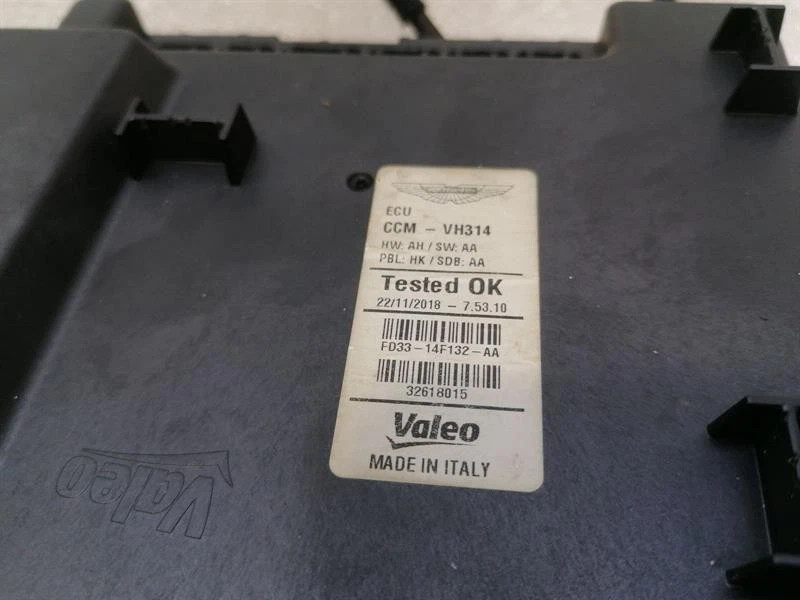 ECU
CCM - VH314
HW: AH / SW: AA
PBL: HK / SDB: AA
Tested OK
22/11/2018 - 7.53.10
FD33-14F132-AA
32618015
Valeo
MADE IN ITALY
Valeo